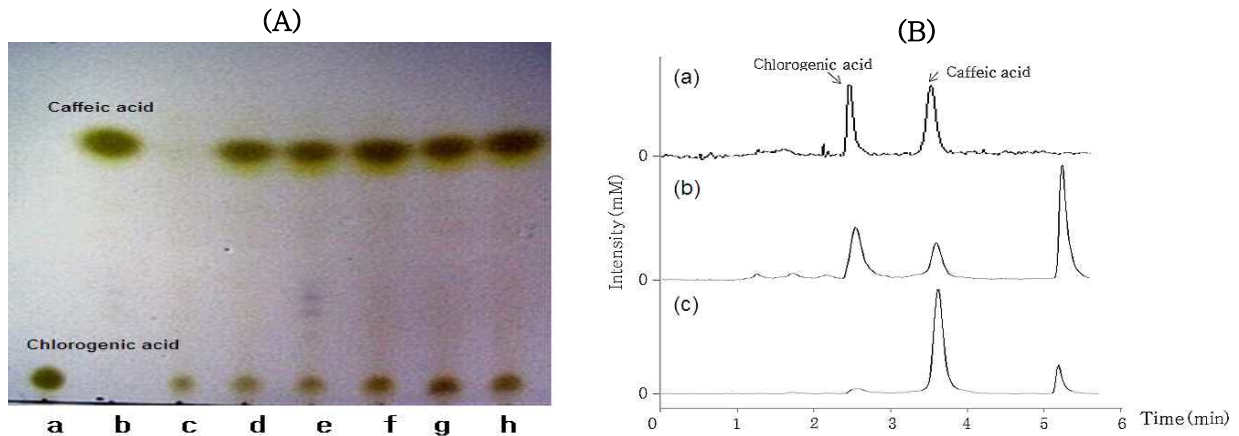 (A)
Caffeic acid
Chlorogenic acid
a b c d e f g h
(B)
(a)
Chlorogenic acid
Caffeic acid
0
(b)
0
(c)
0
Intensity (mM)
0 1 2 3 4 5 6
Time (min)